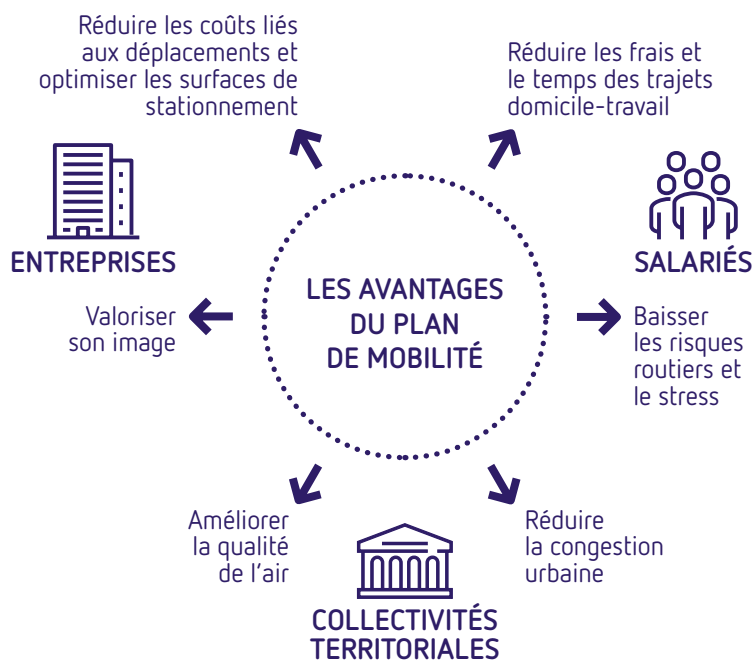 Réduire les coûts liés
aux déplacements et
optimiser les surfaces de
stationnement
Réduire les frais et
le temps des trajets
domicile-travail
ENTREPRISES
SALARIÉS
LES AVANTAGES
DU PLAN
DE MOBILITÉ
Valoriser
son image
Baisser
les risques
routiers et
le stress
Améliorer
la qualité
de l'air
Réduire
la congestion
urbaine
COLLECTIVITÉS
TERRITORIALES